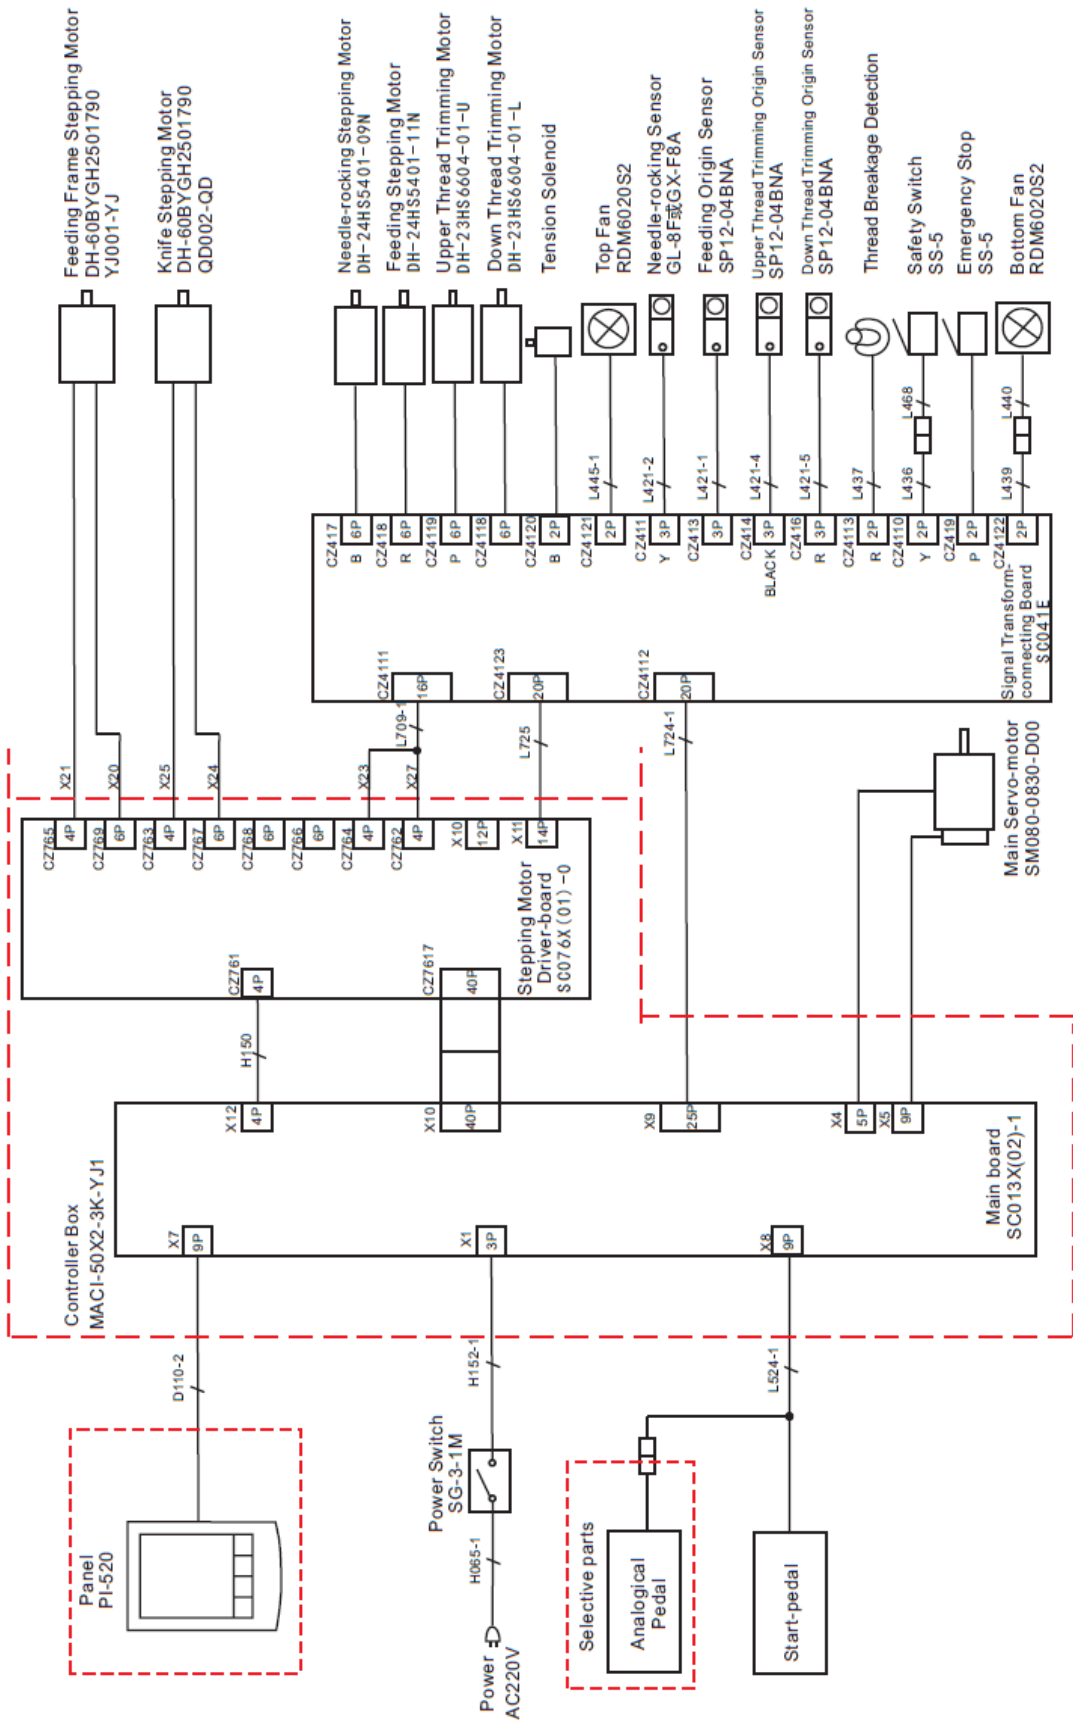 Panel
PI-520
D110-2
Power
AC220V
H065-1
Power Switch
SG-3-1M
H152-1
Selective parts
Analogical
Pedal
Start-pedal
L524-1
Controller Box
MACI-50X2-3K-YJ1
X7
9P
X1
3P
X8
9P
X12
4P
X10
40P
X9
25P
X4
5P
X5
9P
Main board
SC013X(02)-1
H150
CZ761
4P
CZ7617
40P
Stepping Motor
Driver-board
SC076X(01)-0
CZ765
4P
CZ769
6P
CZ763
4P
CZ767
6P
CZ768
6P
CZ766
6P
CZ764
4P
CZ762
4P
X10
12P
X11
14P
X21
X20
X25
X24
X23
X27
L709-1
L725
L724-1
Main Servo-motor
SM080-0830-D00
CZ4111
16P
CZ4123
20P
CZ4112
20P
Signal Transform-
connecting Board
SC041E
CZ417
B 6P
CZ418
R 6P
CZ4119
P 6P
CZ4118
6P
CZ4120
B 2P
CZ4121
2P
CZ411
Y 3P
CZ413
3P
CZ414
BLACK 3P
CZ416
R 3P
CZ4113
R 2P
CZ4110
Y 2P
CZ419
P 2P
CZ4122
2P
L445-1
L421-2
L421-1
L421-4
L421-5
L437
L436
L468
L439
L440
Feeding Frame Stepping Motor
DH-60BYGH2501790
YJ001-YJ
Knife Stepping Motor
DH-60BYGH2501790
QD002-QD
Needle-rocking Stepping Motor
DH-24HS5401-09N
Feeding Stepping Motor
DH-24HS5401-11N
Upper Thread Trimming Motor
DH-23HS6604-01-U
Down Thread Trimming Motor
DH-23HS6604-01-L
Tension Solenoid
Top Fan
RDM6020S2
Needle-rocking Sensor
GL-8F或GX-F8A
Feeding Origin Sensor
SP12-04BNA
Upper Thread Trimming Origin Sensor
SP12-04BNA
Down Thread Trimming Origin Sensor
SP12-04BNA
Thread Breakage Detection
Safety Switch
SS-5
Emergency Stop
SS-5
Bottom Fan
RDM6020S2